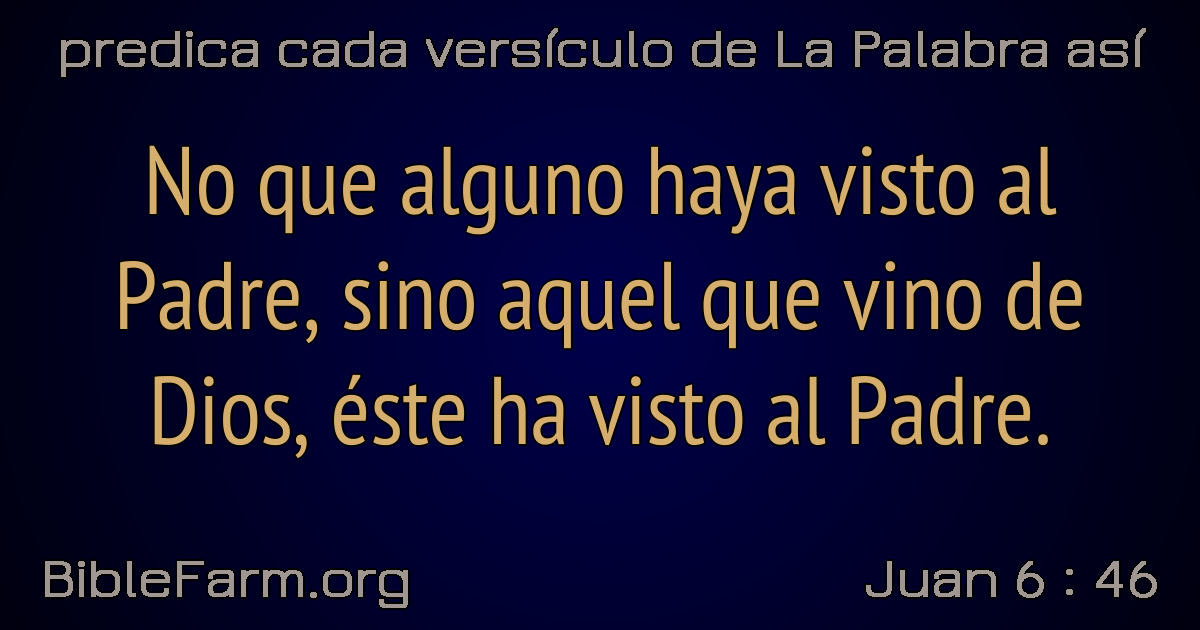 predica cada versículo de La Palabra así
No que alguno haya visto al
Padre, sino aquel que vino de
Dios, éste ha visto al Padre.
BibleFarm.org
Juan 6 : 46